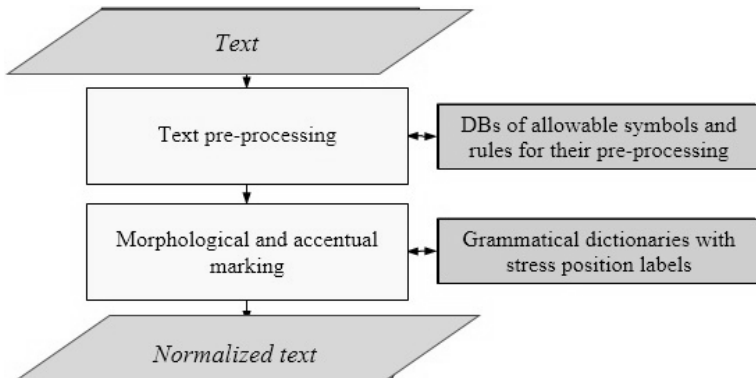 Text
Text pre-processing
DBs of allowable symbols and
rules for their pre-processing
Morphological and accentual
marking
Grammatical dictionaries with
stress position labels
Normalized text